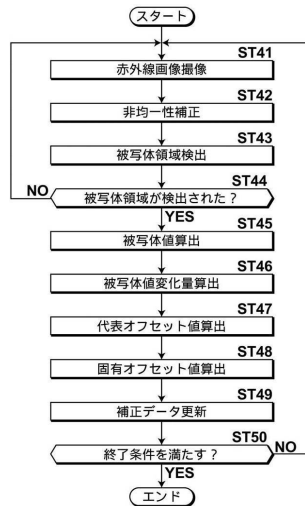 スタート
ST41
赤外線画像撮像
ST42
非均一性補正
ST43
被写体領域検出
ST44
NO
被写体領域が検出された？
YES
ST45
被写体値算出
ST46
被写体値変化量算出
ST47
代表オフセット値算出
ST48
固有オフセット値算出
ST49
補正データ更新
ST50
終了条件を満たす？
NO
YES
エンド